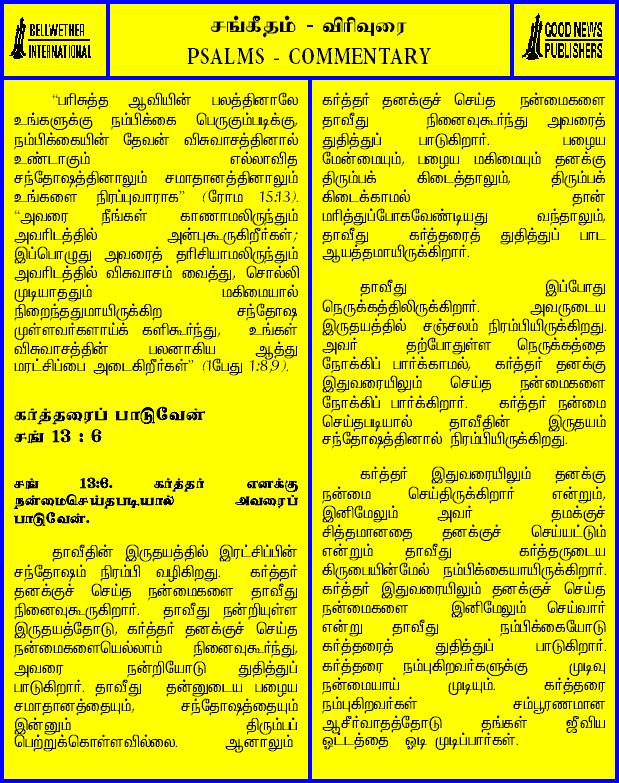 BELLWETHER
INTERNATIONAL
சங்கீதம் - விரிவுரை
PSALMS - COMMENTARY
GOOD NEWS
PUBLISHERS
“பரிசுத்த ஆவியின் பலத்தினாலே
உங்களுக்கு நம்பிக்கை பெருகும்படிக்கு,
நம்பிக்கையின் தேவன் விசுவாசத்தினால்
உண்டாகும் எல்லாவித
சந்தோஷத்தினாலும் சமாதானத்தினாலும்
உங்களை நிரப்புவாராக” (ரோம 15:13).
“அவரை நீங்கள் காணாமலிருந்தும்
அவரிடத்தில் அன்புகூருகிறீர்கள்;
இப்பொழுது அவரைத் தரிசியாமலிருந்தும்
அவரிடத்தில் விசுவாசம் வைத்து, சொல்லி
முடியாததும் மகிமையால்
நிறைந்ததுமாயிருக்கிற சந்தோஷ
முள்ளவர்களாய்க் களிகூர்ந்து, உங்கள்
விசுவாசத்தின் பலனாகிய ஆத்து
மரட்சிப்பை அடைகிறீர்கள்” (1பேது 1:8,9).
கர்த்தரைப் பாடுவேன்
சங் 13 : 6
சங் 13:6. கர்த்தர் எனக்கு
நன்மைசெய்தபடியால் அவரைப்
பாடுவேன்.
தாவீதின் இருதயத்தில் இரட்சிப்பின்
சந்தோஷம் நிரம்பி வழிகிறது. கர்த்தர்
தனக்குச் செய்த நன்மைகளை தாவீது
நினைவுகூருகிறார். தாவீது நன்றியுள்ள
இருதயத்தோடு, கர்த்தர் தனக்குச் செய்த
நன்மைகளையெல்லாம் நினைவுகூர்ந்து,
அவரை நன்றியோடு துதித்துப்
பாடுகிறார். தாவீது தன்னுடைய பழைய
சமாதானத்தையும், சந்தோஷத்தையும்
இன்னும் திரும்பப்
பெற்றுக்கொள்ளவில்லை. ஆனாலும்
கர்த்தர் தனக்குச் செய்த நன்மைகளை
தாவீது நினைவுகூர்ந்து அவரைத்
துதித்துப் பாடுகிறார். பழைய
மேன்மையும், பழைய மகிமையும் தனக்கு
திரும்பக் கிடைத்தாலும், திரும்பக்
கிடைக்காமல் தான்
மரித்துப்போகவேண்டியது வந்தாலும்,
தாவீது கர்த்தரைத் துதித்துப் பாட
ஆயத்தமாயிருக்கிறார்.
தாவீது இப்போது
நெருக்கத்திலிருக்கிறார். அவருடைய
இருதயத்தில் சஞ்சலம் நிரம்பியிருக்கிறது.
அவர் தற்போதுள்ள நெருக்கத்தை
நோக்கிப் பார்க்காமல், கர்த்தர் தனக்கு
இதுவரையிலும் செய்த நன்மைகளை
நோக்கிப் பார்க்கிறார். கர்த்தர் நன்மை
செய்தபடியால் தாவீதின் இருதயம்
சந்தோஷத்தினால் நிரம்பியிருக்கிறது.
கர்த்தர் இதுவரையிலும் தனக்கு
நன்மை செய்திருக்கிறார் என்றும்,
இனிமேலும் அவர் தமக்குச்
சித்தமானதை தனக்குச் செய்யட்டும்
என்றும் தாவீது கர்த்தருடைய
கிருபையின்மேல் நம்பிக்கையாயிருக்கிறார்.
கர்த்தர் இதுவரையிலும் தனக்குச் செய்த
நன்மைகளை இனிமேலும் செய்வார்
என்று தாவீது நம்பிக்கையோடு
கர்த்தரைத் துதித்துப் பாடுகிறார்.
கர்த்தரை நம்புகிறவர்களுக்கு முடிவு
நன்மையாய் முடியும். கர்த்தரை
நம்புகிறவர்கள் சம்பூரணமான
ஆசீர்வாதத்தோடு தங்கள் ஜீவிய
ஓட்டத்தை ஓடி முடிப்பார்கள்.